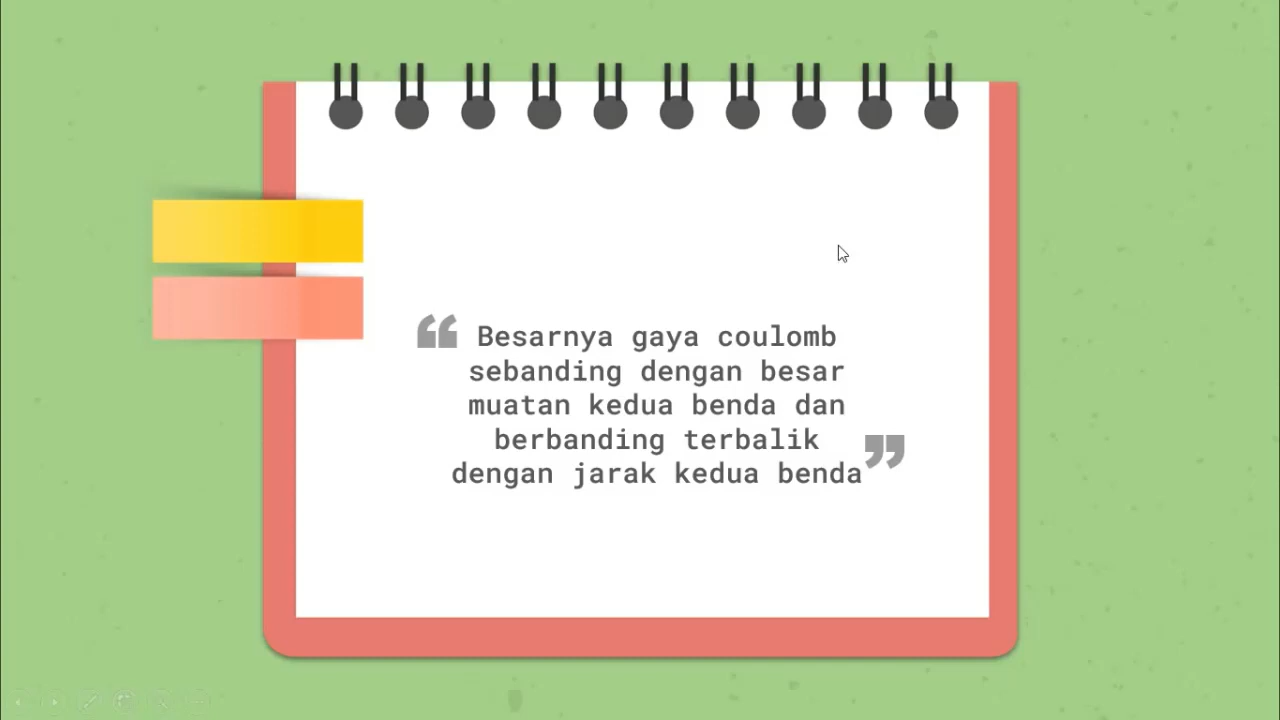 “ Besarnya gaya coulomb
sebanding dengan besar
muatan kedua benda dan
berbanding terbalik
dengan jarak kedua benda ”